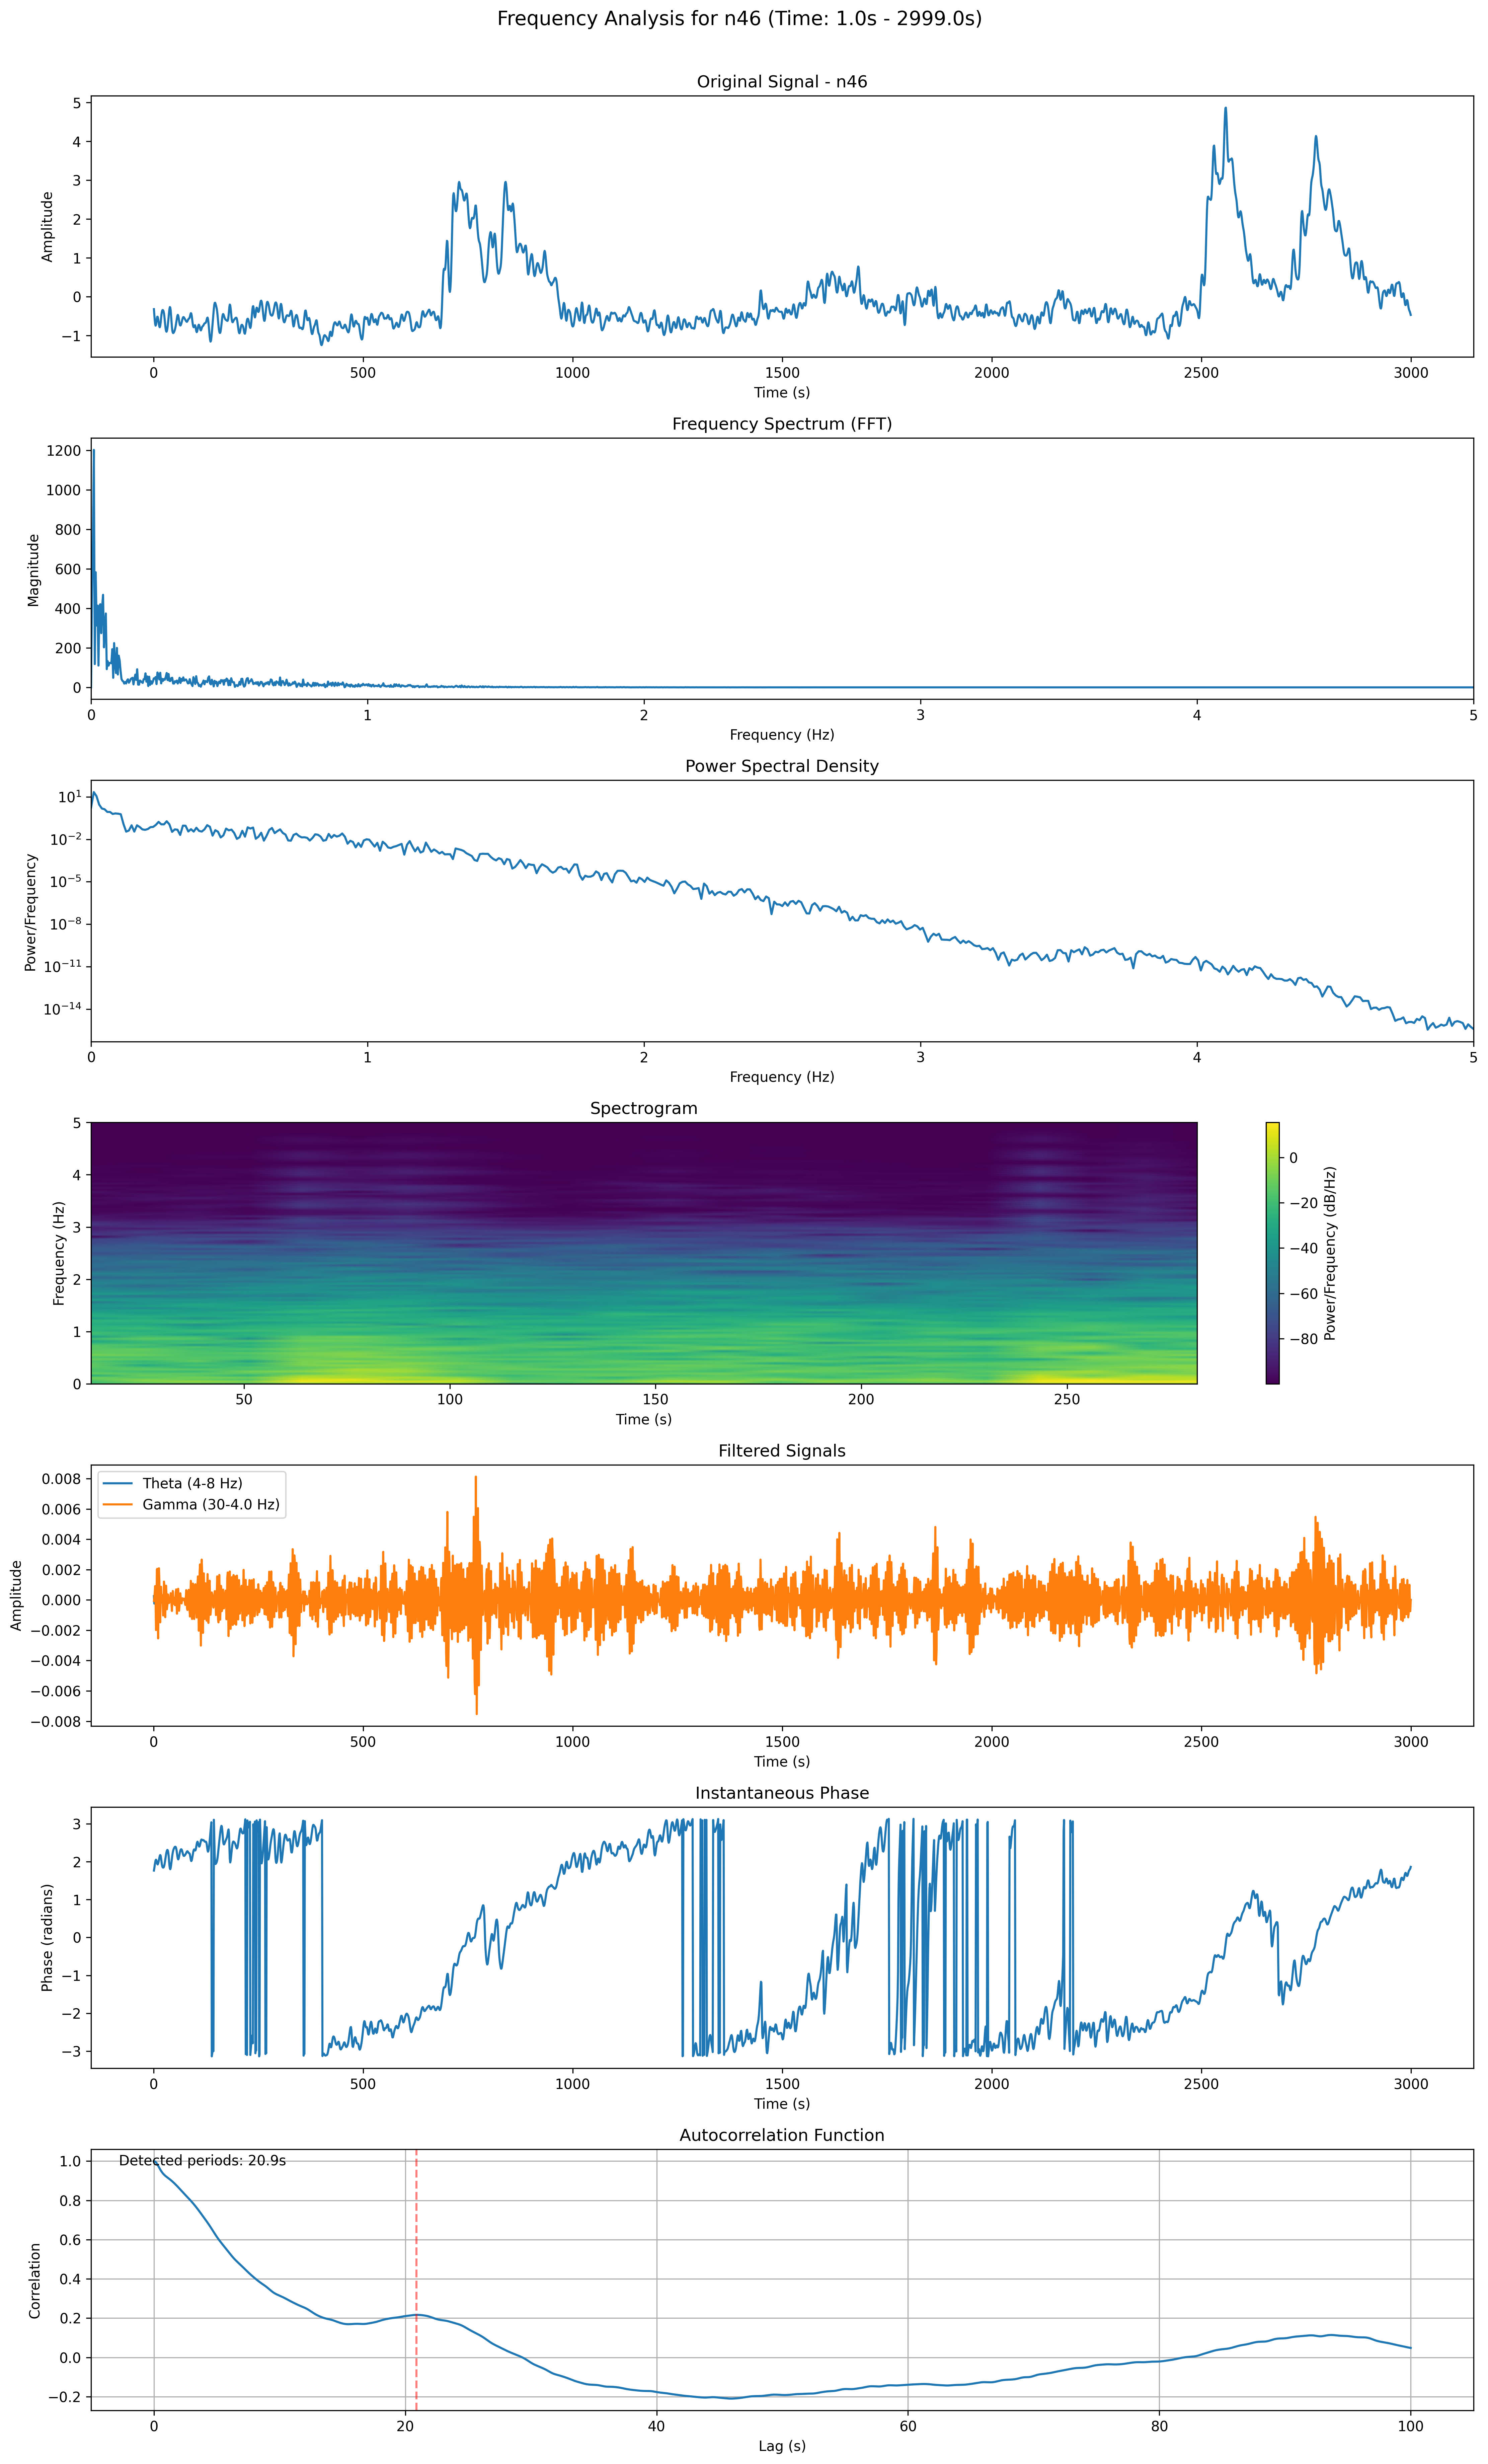 Frequency Analysis for n46 (Time: 1.0s - 2999.0s)
Original Signal - n46
Amplitude
5
4
3
2
1
0
−1
0 500 1000 1500 2000 2500 3000
Time (s)
Frequency Spectrum (FFT)
Magnitude
1200
1000
800
600
400
200
0
0 1 2 3 4 5
Frequency (Hz)
Power Spectral Density
Power/Frequency
10¹
10⁻²
10⁻⁵
10⁻⁸
10⁻¹¹
10⁻¹⁴
0 1 2 3 4 5
Frequency (Hz)
Spectrogram
Frequency (Hz)
5
4
3
2
1
0
50 100 150 200 250
Time (s)
0
−20
−40
−60
−80
Power/Frequency (dB/Hz)
Filtered Signals
Theta (4-8 Hz)
Gamma (30-4.0 Hz)
Amplitude
0.008
0.006
0.004
0.002
0.000
−0.002
−0.004
−0.006
−0.008
0 500 1000 1500 2000 2500 3000
Time (s)
Instantaneous Phase
Phase (radians)
3
2
1
0
−1
−2
−3
0 500 1000 1500 2000 2500 3000
Time (s)
Autocorrelation Function
Detected periods: 20.9s
Correlation
1.0
0.8
0.6
0.4
0.2
0.0
−0.2
0 20 40 60 80 100
Lag (s)